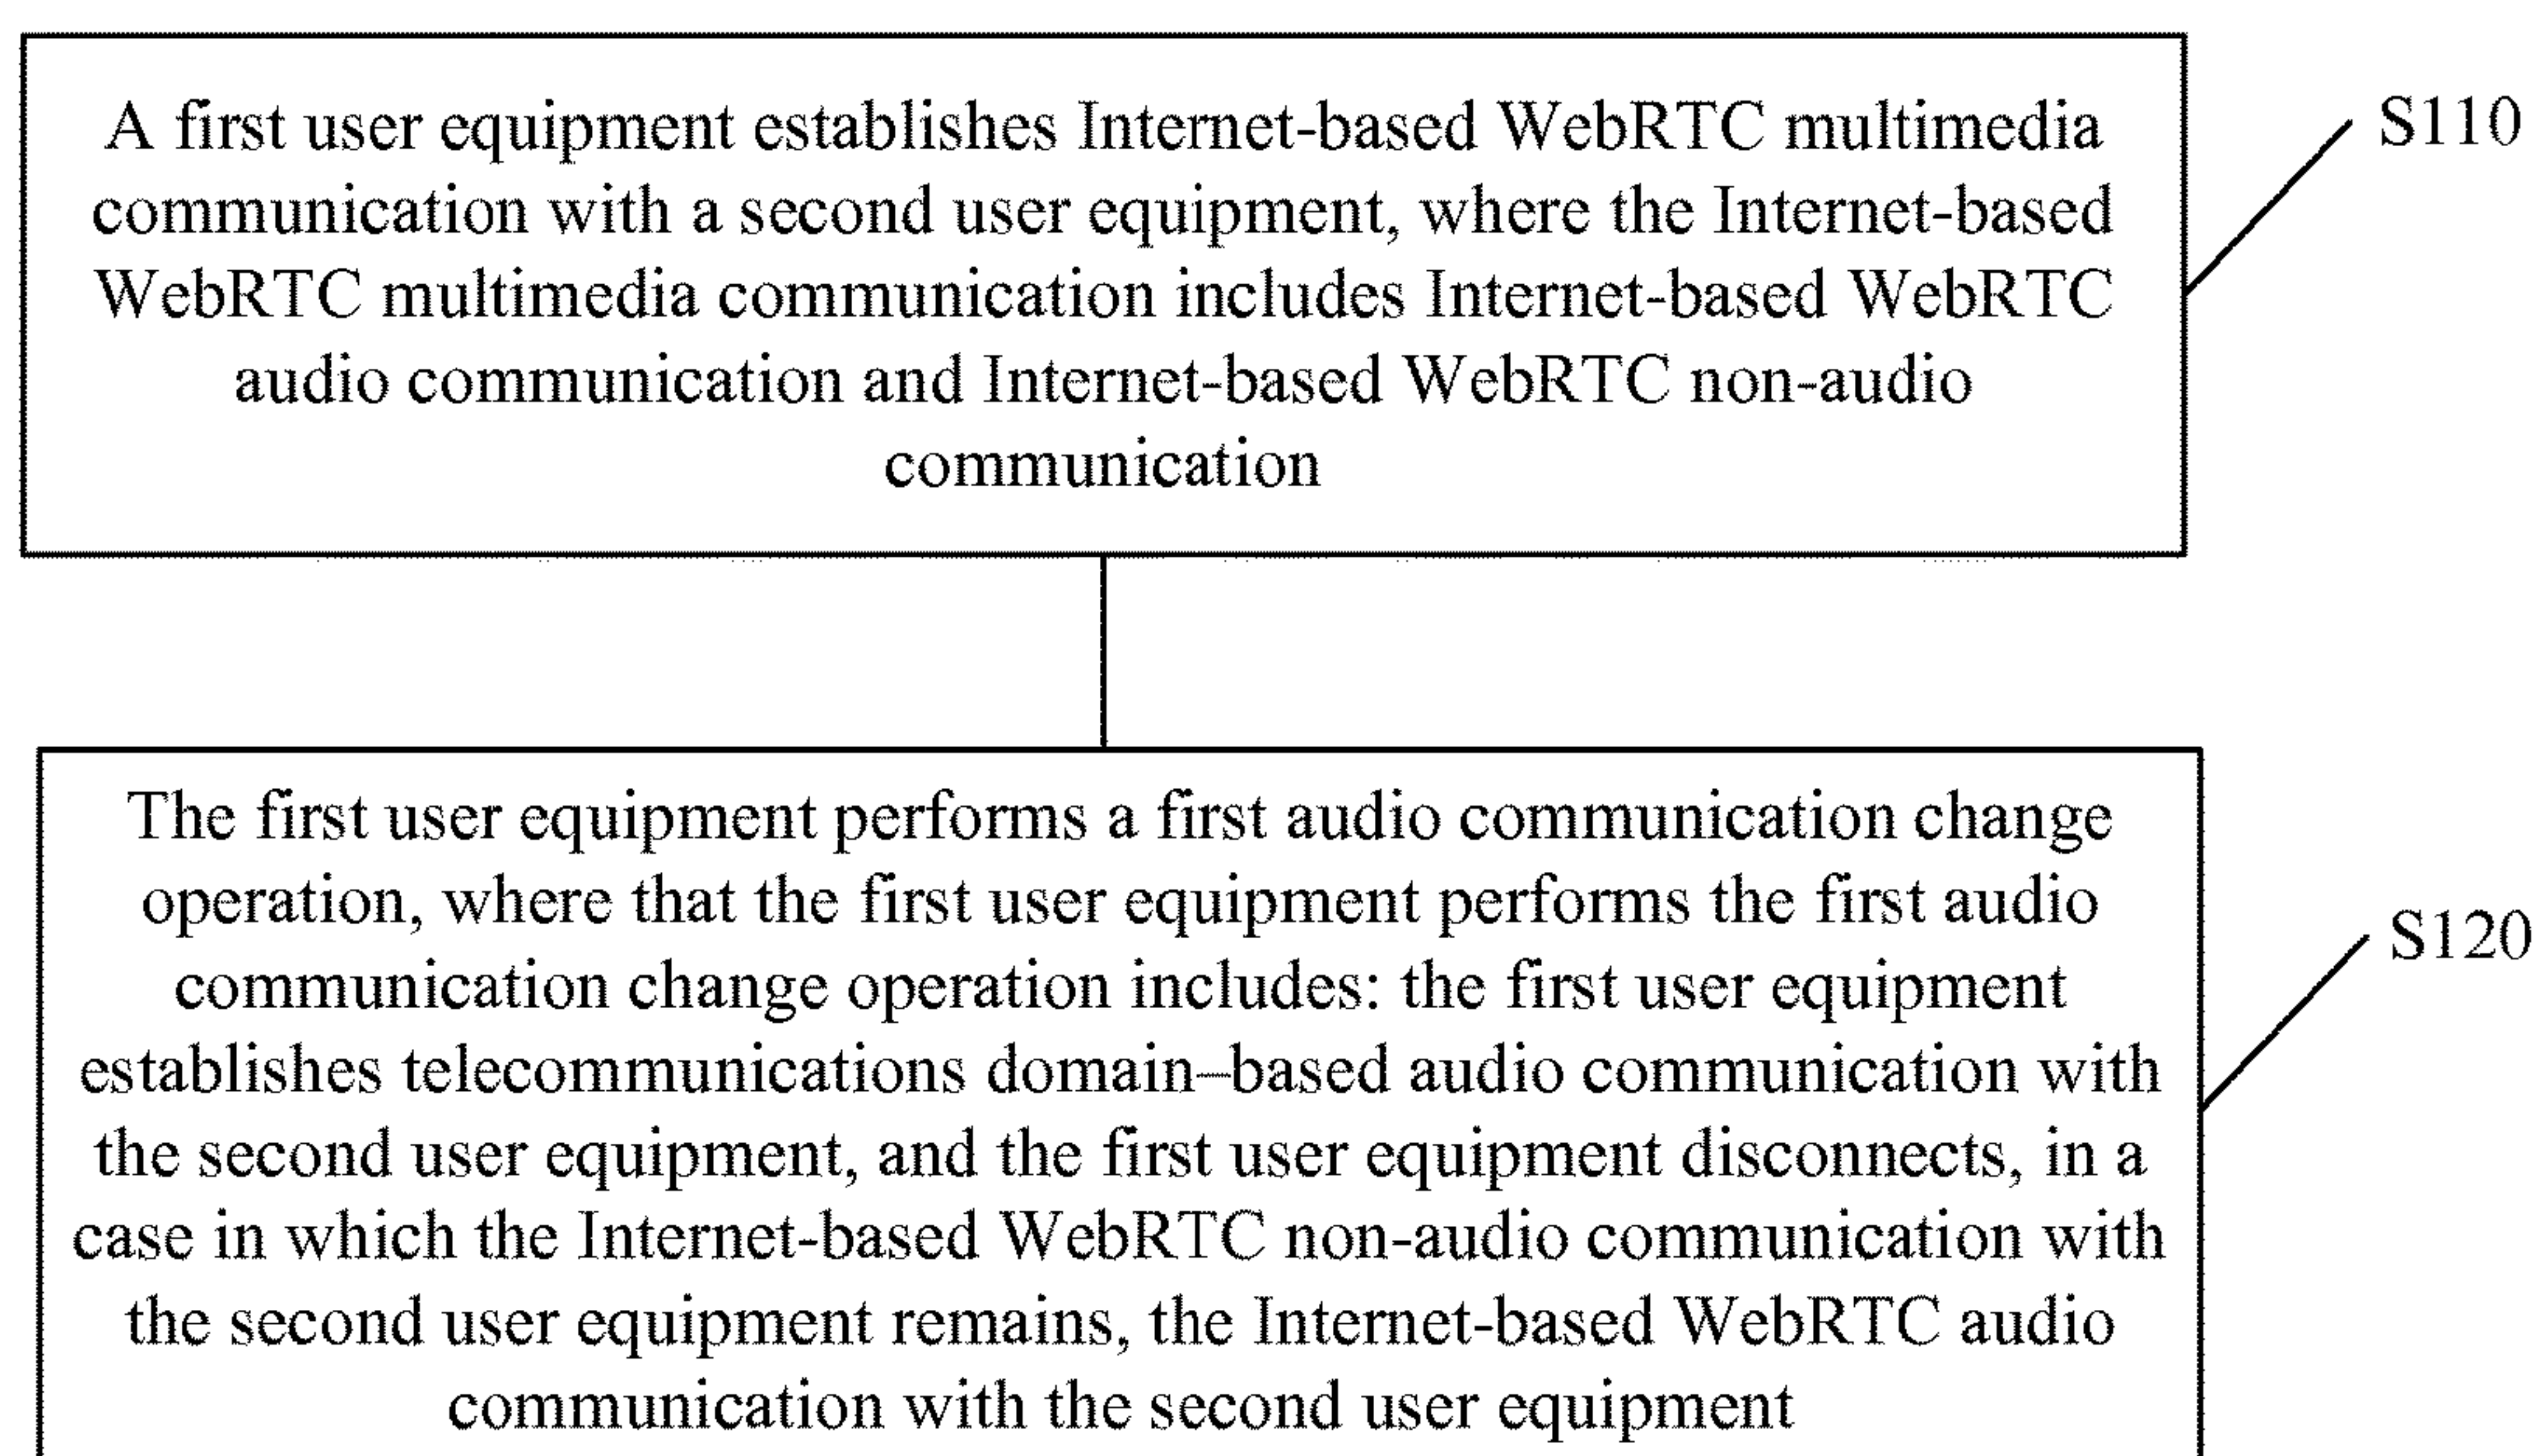 A first user equipment establishes Internet-based WebRTC multimedia
communication with a second user equipment, where the Internet-based
WebRTC multimedia communication includes Internet-based WebRTC
audio communication and Internet-based WebRTC non-audio
communication
S110
The first user equipment performs a first audio communication change
operation, where that the first user equipment performs the first audio
communication change operation includes: the first user equipment
establishes telecommunications domain–based audio communication with
the second user equipment, and the first user equipment disconnects, in a
case in which the Internet-based WebRTC non-audio communication with
the second user equipment remains, the Internet-based WebRTC audio
communication with the second user equipment
S120